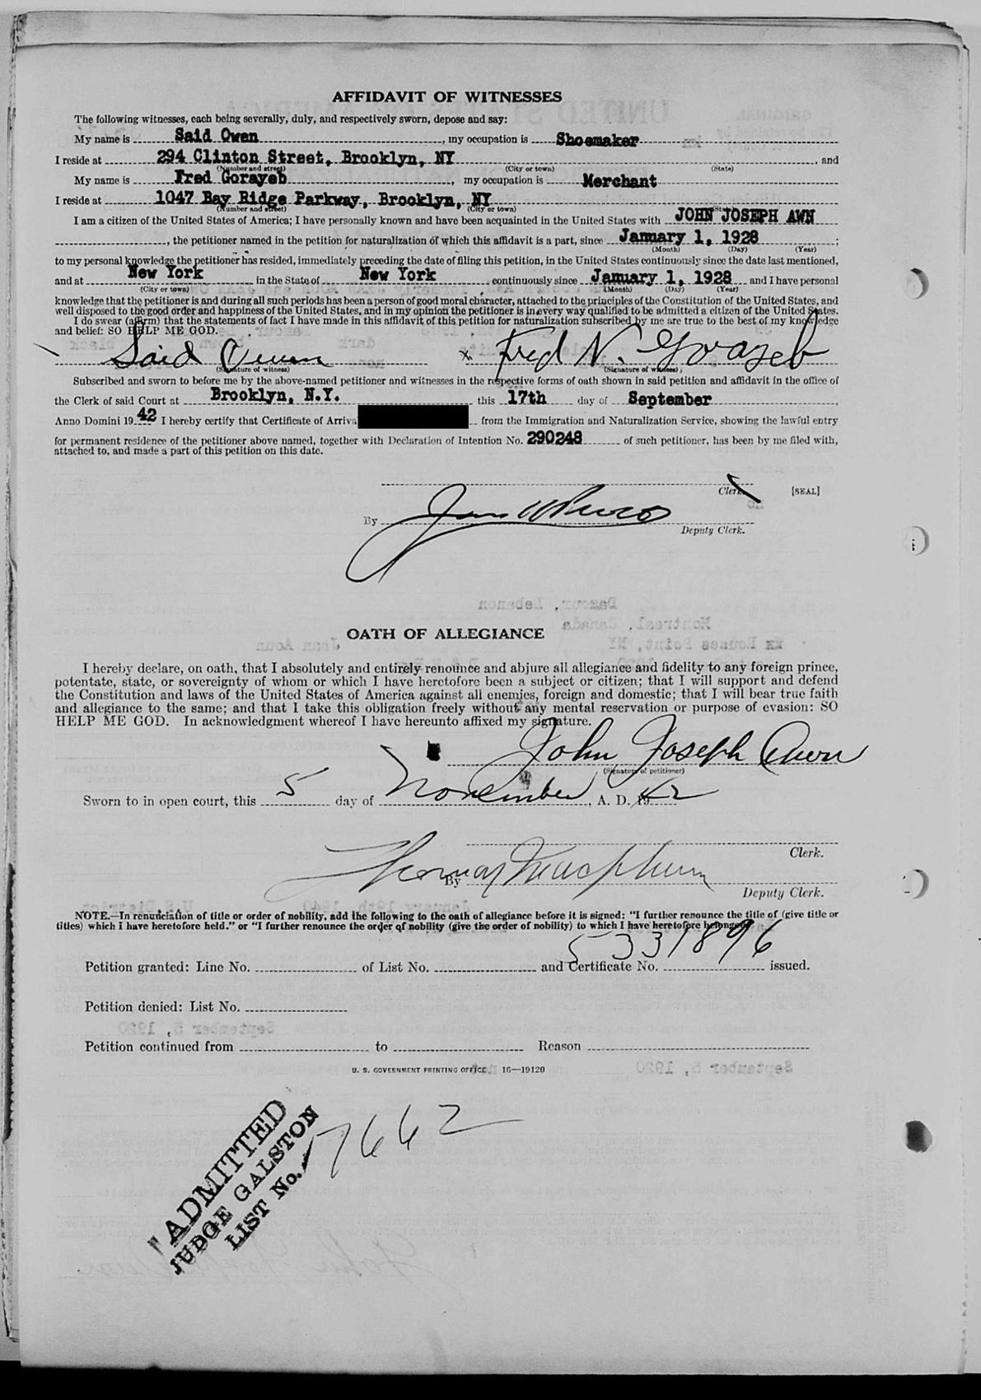 AFFIDAVIT OF WITNESSES
The following witnesses, each being severally, duly, and respectively sworn, depose and say:
My name is Said Owen, my occupation is Shoemaker
I reside at 294 Clinton Street, Brooklyn, NY, and
(Number and street) (City or town) (State)
My name is Fred Gorayeb, my occupation is Merchant
I reside at 1047 Bay Ridge Parkway, Brooklyn, NY
(Number and street) (City or town)
I am a citizen of the United States of America; I have personally known and have been acquainted in the United States with JOHN JOSEPH AWN
, the petitioner named in the petition for naturalization of which this affidavit is a part, since January 1, 1928;
(Month) (Day) (Year)
to my personal knowledge the petitioner has resided, immediately preceding the date of filing this petition, in the United States continuously since the date last mentioned,
and at New York in the State of New York, continuously since January 1, 1928 and I have personal
(City or town) (Month) (Day) (Year)
knowledge that the petitioner is and during all such periods has been a person of good moral character, attached to the principles of the Constitution of the United States, and
well disposed to the good order and happiness of the United States, and in my opinion the petitioner is in every way qualified to be admitted a citizen of the United States.
I do swear (affirm) that the statements of fact I have made in this affidavit of this petition for naturalization subscribed by me are true to the best of my knowledge
and belief: SO HELP ME GOD.
Said Owen x Fred N. Gorayeb
(Signature of witness) (Signature of witness)
Subscribed and sworn to before me by the above-named petitioner and witnesses in the respective forms of oath shown in said petition and affidavit in the office of
the Clerk of said Court at Brooklyn, N.Y. this 17th day of September,
Anno Domini 1942 I hereby certify that Certificate of Arriva from the Immigration and Naturalization Service, showing the lawful entry
for permanent residence of the petitioner above named, together with Declaration of Intention No. 290248 of such petitioner, has been by me filed with,
attached to, and made a part of this petition on this date.
Clerk [SEAL]
By
Deputy Clerk.
OATH OF ALLEGIANCE
I hereby declare, on oath, that I absolutely and entirely renounce and abjure all allegiance and fidelity to any foreign prince,
potentate, state, or sovereignty of whom or which I have heretofore been a subject or citizen; that I will support and defend
the Constitution and laws of the United States of America against all enemies, foreign and domestic; that I will bear true faith
and allegiance to the same; and that I take this obligation freely without any mental reservation or purpose of evasion: SO
HELP ME GOD. In acknowledgment whereof I have hereunto affixed my signature.
John Joseph Awn
(Signature of petitioner)
Sworn to in open court, this 5 day of November, A. D. 1942
Clerk.
By Thomas
Deputy Clerk.
NOTE.—In renunciation of title or order of nobility, add the following to the oath of allegiance before it is signed: "I further renounce the title of (give title or
titles) which I have heretofore held." or "I further renounce the order of nobility (give the order of nobility) to which I have heretofore belonged."
5331896
Petition granted: Line No. of List No. and Certificate No. issued.
Petition denied: List No.
Petition continued from to Reason
U. S. GOVERNMENT PRINTING OFFICE 16—19120
ADMITTED
JUDGE GALSTON
LIST No. 7662